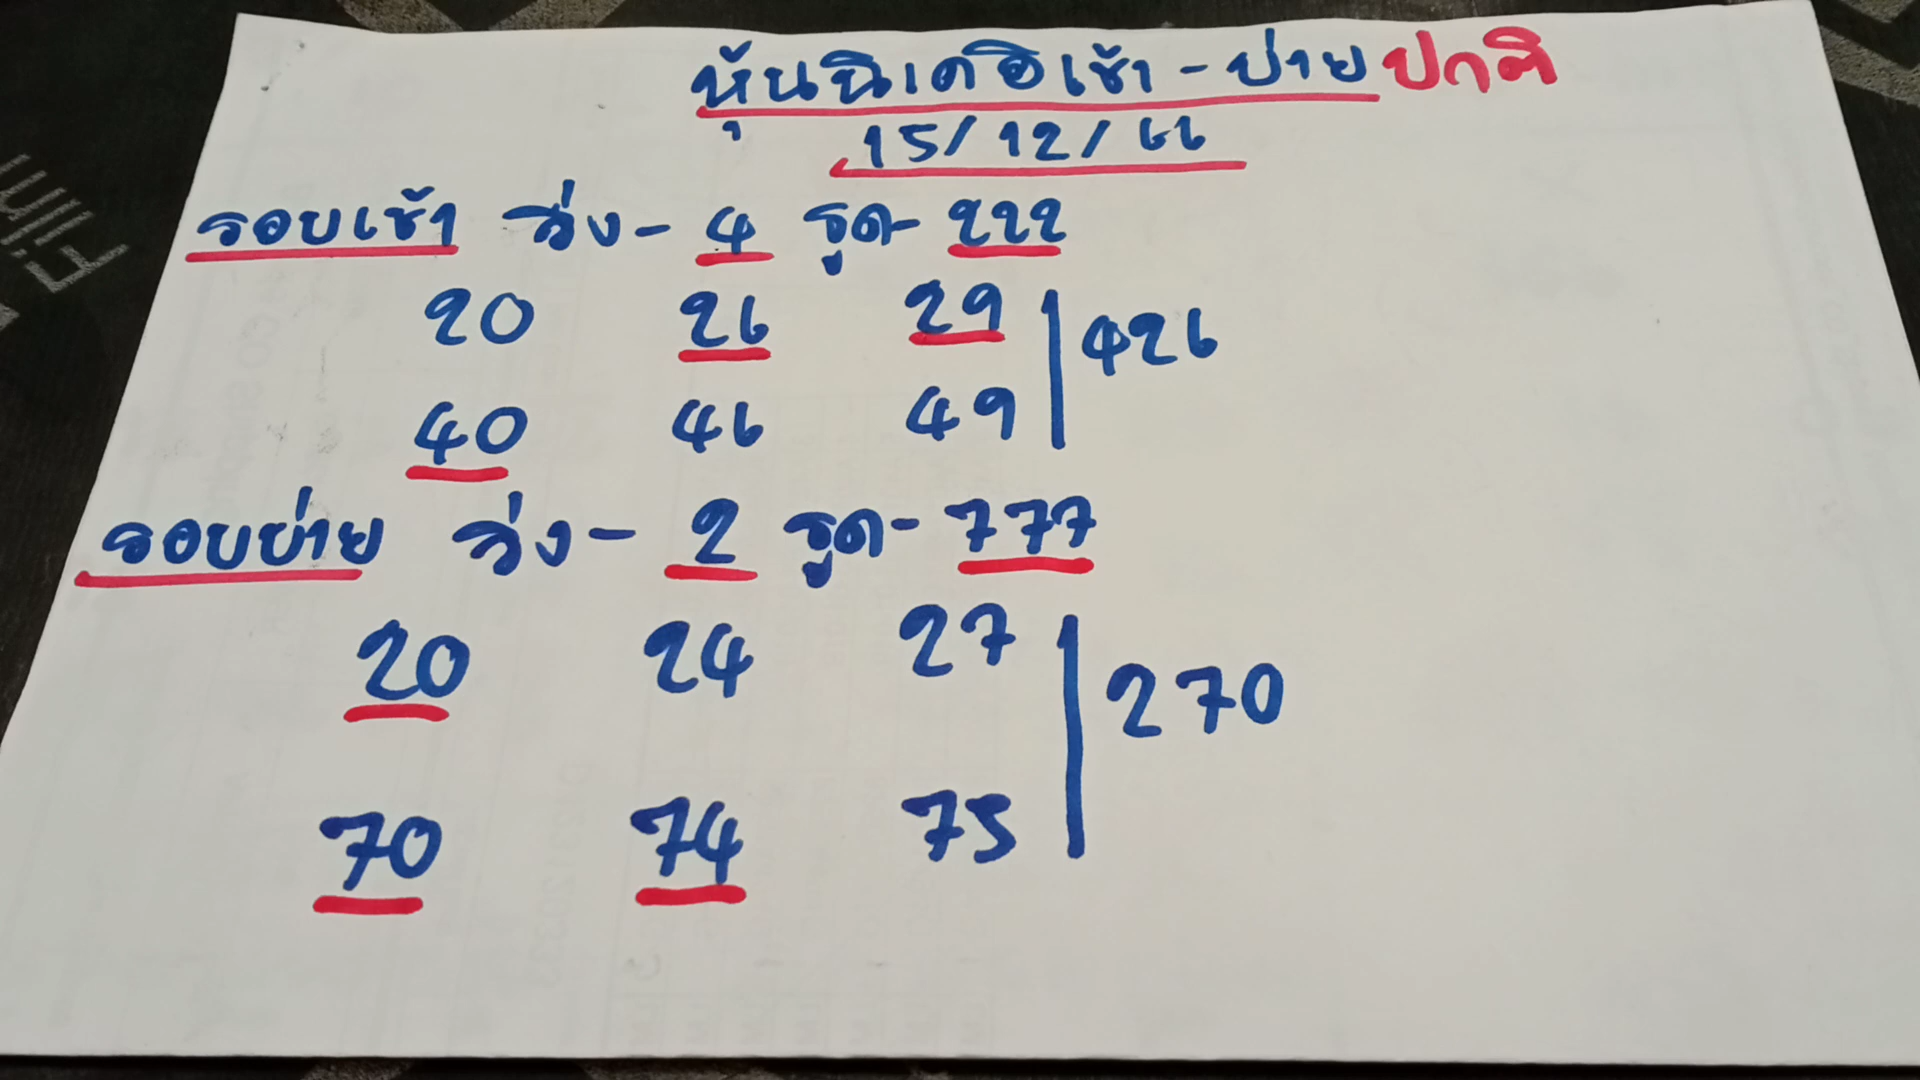 หุ้นนิเคอิเช้า - บ่าย ปกติ
15/12/66
รอบเช้า วิ่ง - 4 รูด - 222
20 26 29 426
40 46 49
รอบบ่าย วิ่ง - 2 รูด - 777
20 24 27 270
70 74 75